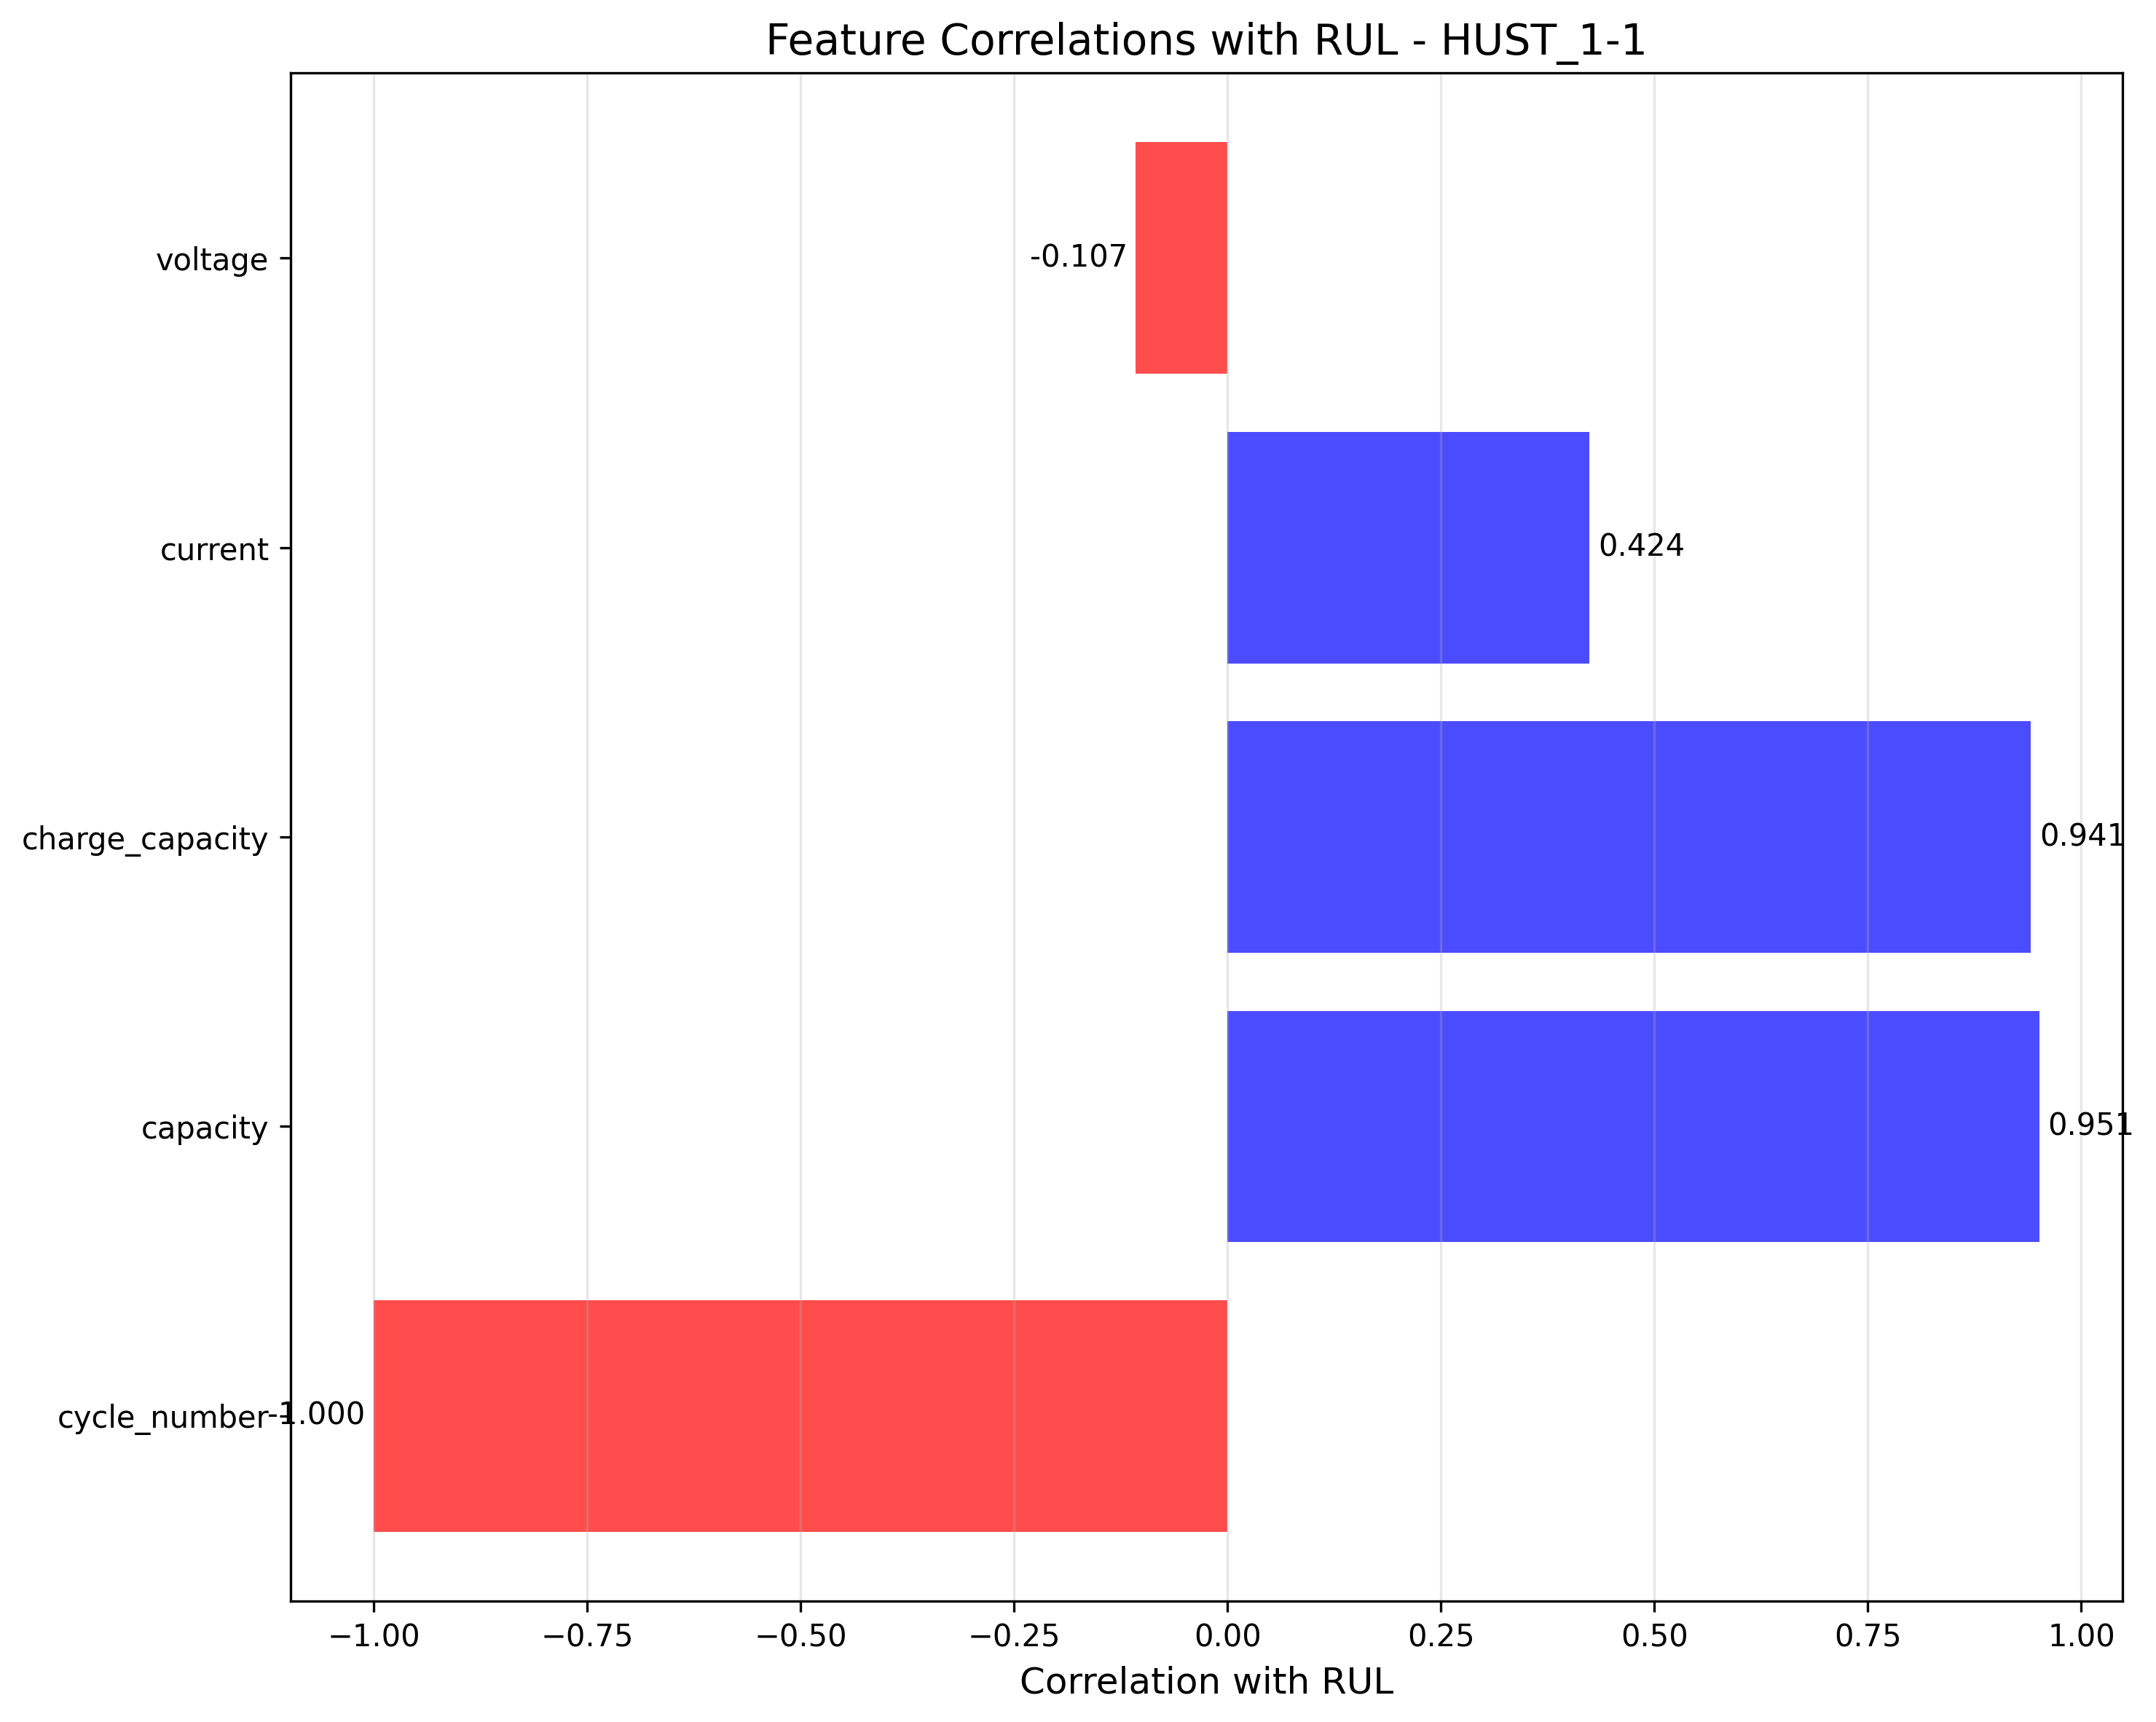 Feature Correlations with RUL - HUST_1-1
voltage
-0.107
current
0.424
charge_capacity
0.941
capacity
0.951
cycle_number
-1.000
−1.00
−0.75
−0.50
−0.25
0.00
0.25
0.50
0.75
1.00
Correlation with RUL